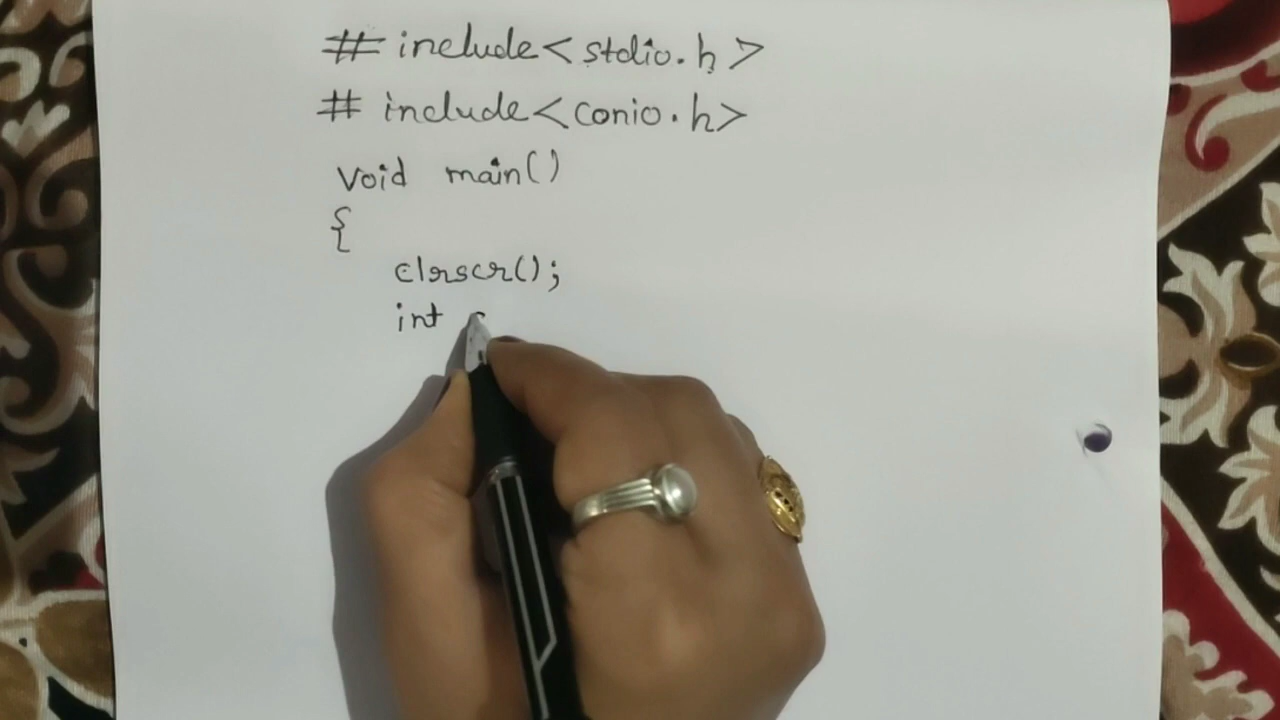 # include<stdio.h>
# include<conio.h>
void main()
{
clrscr();
int